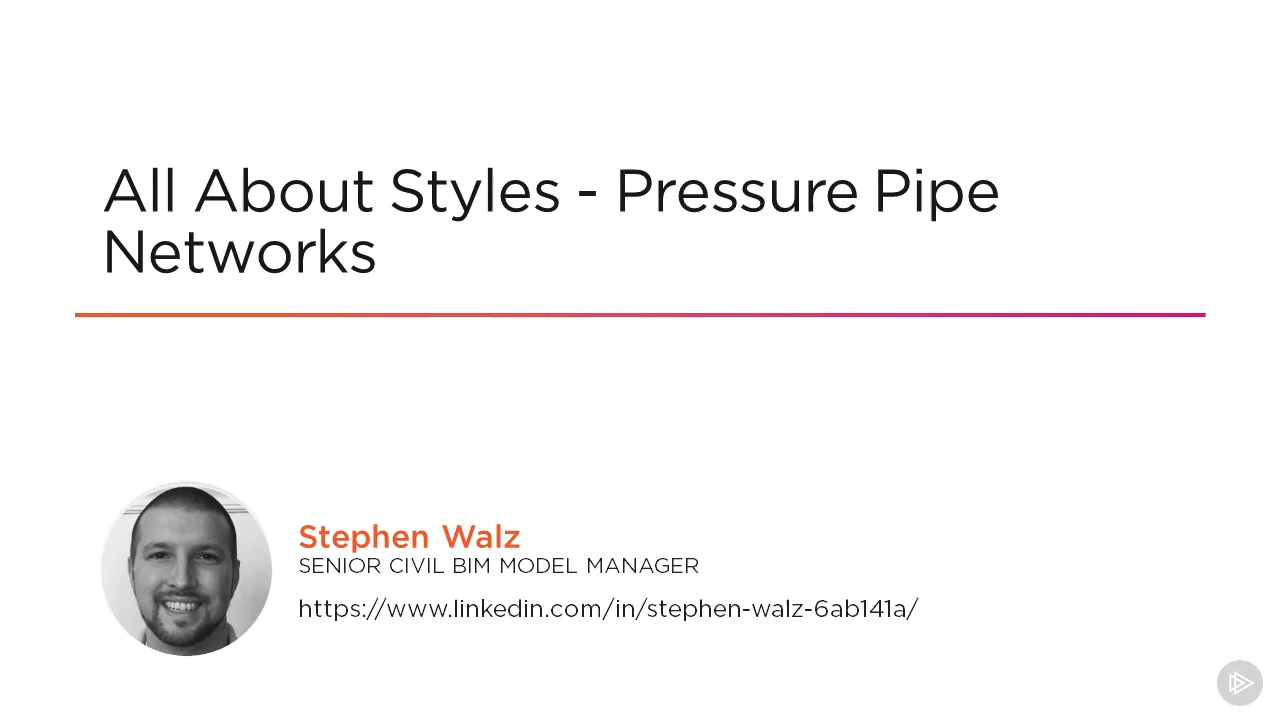 All About Styles - Pressure Pipe
Networks
Stephen Walz
SENIOR CIVIL BIM MODEL MANAGER
https://www.linkedin.com/in/stephen-walz-6ab141a/